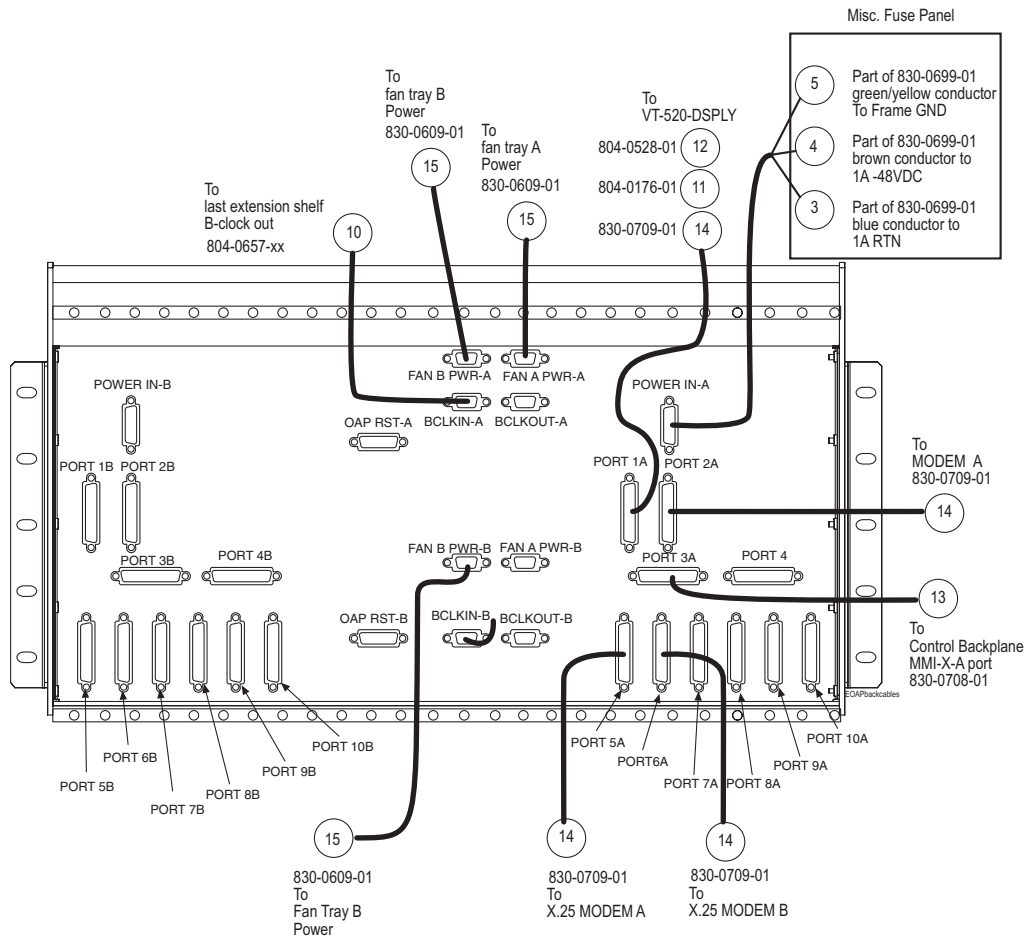 Misc. Fuse Panel
5
Part of 830-0699-01
green/yellow conductor
To Frame GND
4
Part of 830-0699-01
brown conductor to
1A -48VDC
3
Part of 830-0699-01
blue conductor to
1A RTN
To
fan tray B
Power
830-0609-01
15
To
fan tray A
Power
830-0609-01
15
To
VT-520-DSPLY
804-0528-01 12
804-0176-01 11
830-0709-01 14
To
last extension shelf
B-clock out
804-0657-xx
10
FAN B PWR-A
FAN A PWR-A
POWER IN-B
POWER IN-A
OAP RST-A
BCLKIN-A
BCLKOUT-A
PORT 1B
PORT 2B
PORT 1A
PORT 2A
To
MODEM A
830-0709-01
14
FAN B PWR-B
FAN A PWR-B
PORT 3B
PORT 4B
PORT 3A
PORT 4
13
To
Control Backplane
MMI-X-A port
830-0708-01
OAP RST-B
BCLKIN-B
BCLKOUT-B
EOAPbackcables
PORT 5B
PORT 6B
PORT 7B
PORT 8B
PORT 9B
PORT 10B
PORT 5A
PORT6A
PORT 7A
PORT 8A
PORT 9A
PORT 10A
15
830-0609-01
To
Fan Tray B
Power
14
830-0709-01
To
X.25 MODEM A
14
830-0709-01
To
X.25 MODEM B